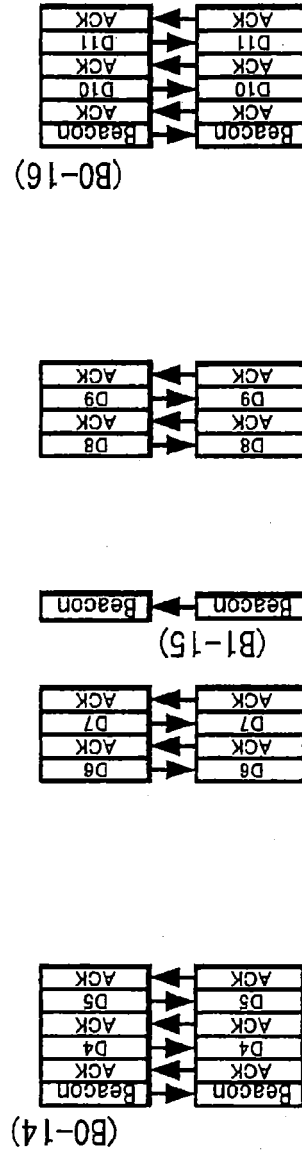 (B0-14)
Beacon Beacon
ACK ACK
D4 D4
ACK ACK
D5 D5
ACK ACK
D6 D6
ACK ACK
D7 D7
ACK ACK
(B1-15)
Beacon Beacon
D8 D8
ACK ACK
D9 D9
ACK ACK
(B0-16)
Beacon Beacon
ACK ACK
D10 D10
ACK ACK
D11 D11
ACK ACK